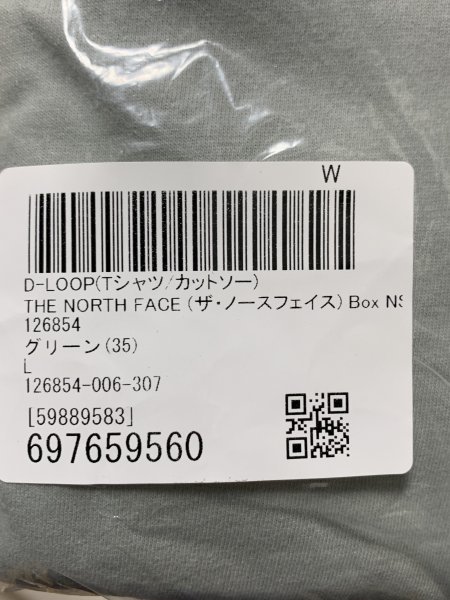 W
D-LOOP(Tシャツ/カットソー)
THE NORTH FACE (ザ・ノースフェイス) Box NS
126854
グリーン(35)
L
126854-006-307
[59889583]
697659560